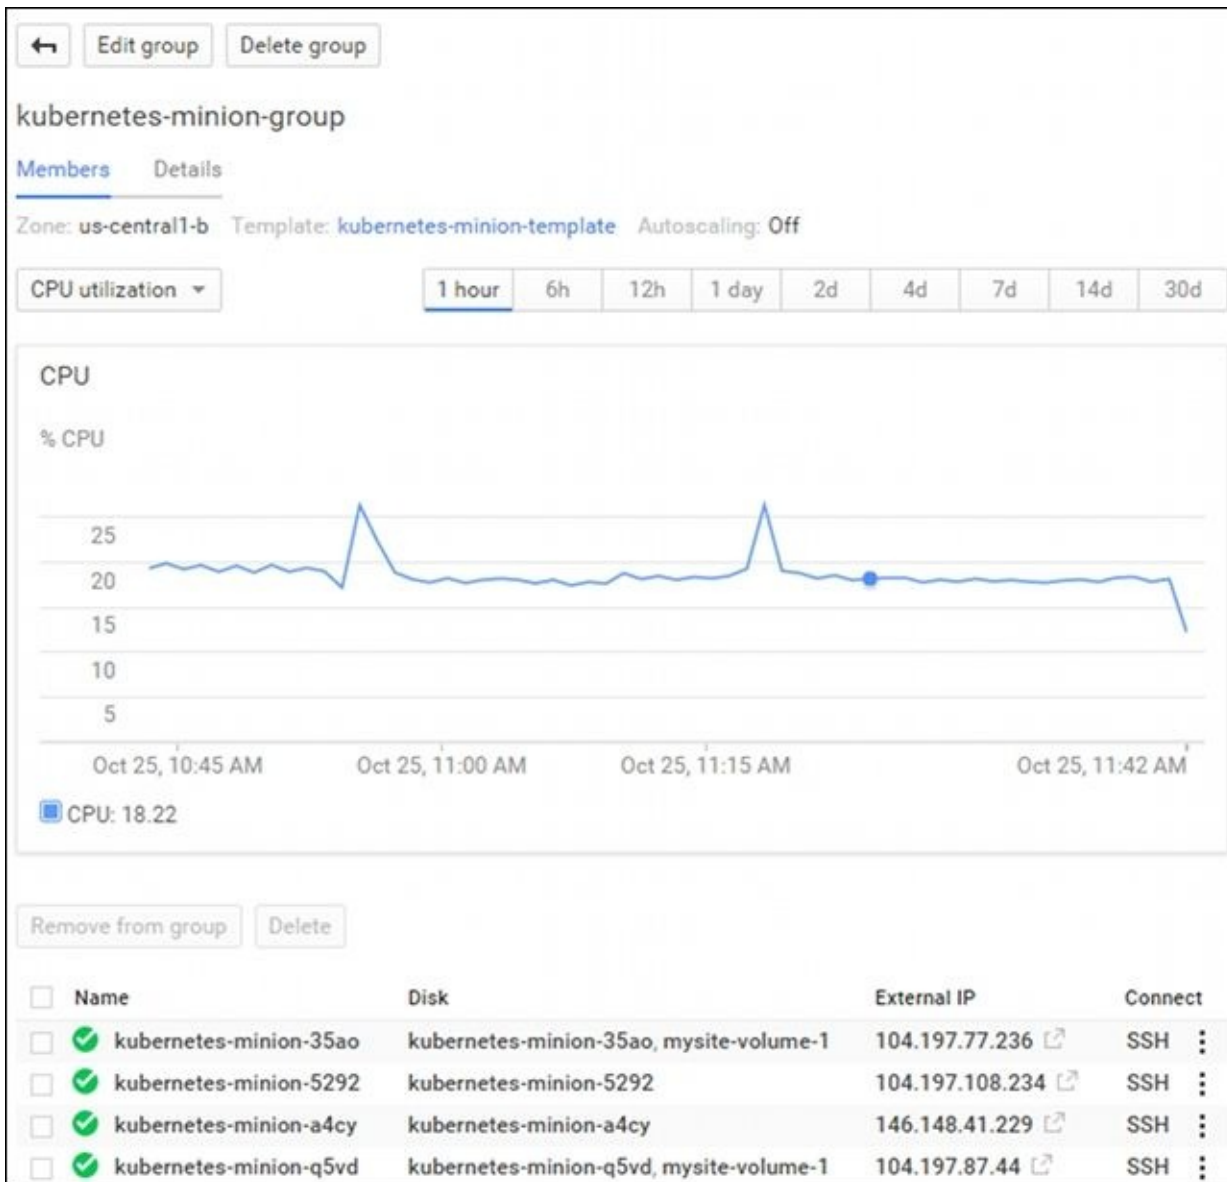 Edit group Delete group
kubernetes-minion-group
Members Details
Zone: us-central1-b Template: kubernetes-minion-template Autoscaling: Off
CPU utilization 1 hour 6h 12h 1 day 2d 4d 7d 14d 30d
CPU
% CPU
25
20
15
10
5
Oct 25, 10:45 AM Oct 25, 11:00 AM Oct 25, 11:15 AM Oct 25, 11:42 AM
CPU: 18.22
Remove from group Delete
Name Disk External IP Connect
kubernetes-minion-35ao kubernetes-minion-35ao, mysite-volume-1 104.197.77.236 SSH
kubernetes-minion-5292 kubernetes-minion-5292 104.197.108.234 SSH
kubernetes-minion-a4cy kubernetes-minion-a4cy 146.148.41.229 SSH
kubernetes-minion-q5vd kubernetes-minion-q5vd, mysite-volume-1 104.197.87.44 SSH